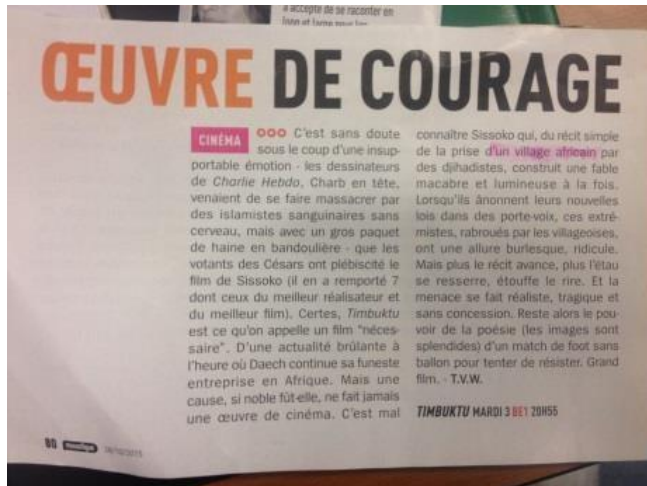 a accepté de se raconter en
ŒUVRE DE COURAGE
CINÉMA
ooo C'est sans doute
sous le coup d'une insup-
portable émotion - les dessinateurs
de Charlie Hebdo, Charb en tête,
venaient de se faire massacrer par
des islamistes sanguinaires sans
cerveau, mais avec un gros paquet
de haine en bandoulière - que les
votants des Césars ont plébiscité le
film de Sissoko (il en a remporté 7
dont ceux du meilleur réalisateur et
du meilleur film). Certes, Timbuktu
est ce qu'on appelle un film "néces-
saire". D'une actualité brûlante à
l'heure où Daech continue sa funeste
entreprise en Afrique. Mais une
cause, si noble fût-elle, ne fait jamais
une œuvre de cinéma. C'est mal
connaître Sissoko qui, du récit simple
de la prise d'un village africain par
des djihadistes, construit une fable
macabre et lumineuse à la fois.
Lorsqu'ils ânonnent leurs nouvelles
lois dans des porte-voix, ces extré-
mistes, rabroués par les villageoises,
ont une allure burlesque, ridicule.
Mais plus le récit avance, plus l'étau
se resserre, étouffe le rire. Et la
menace se fait réaliste, tragique et
sans concession. Reste alors le pou-
voir de la poésie (les images sont
splendides) d'un match de foot sans
ballon pour tenter de résister. Grand
film. - T.V.W.
TIMBUKTU MARDI 3 BE1 20H55
80